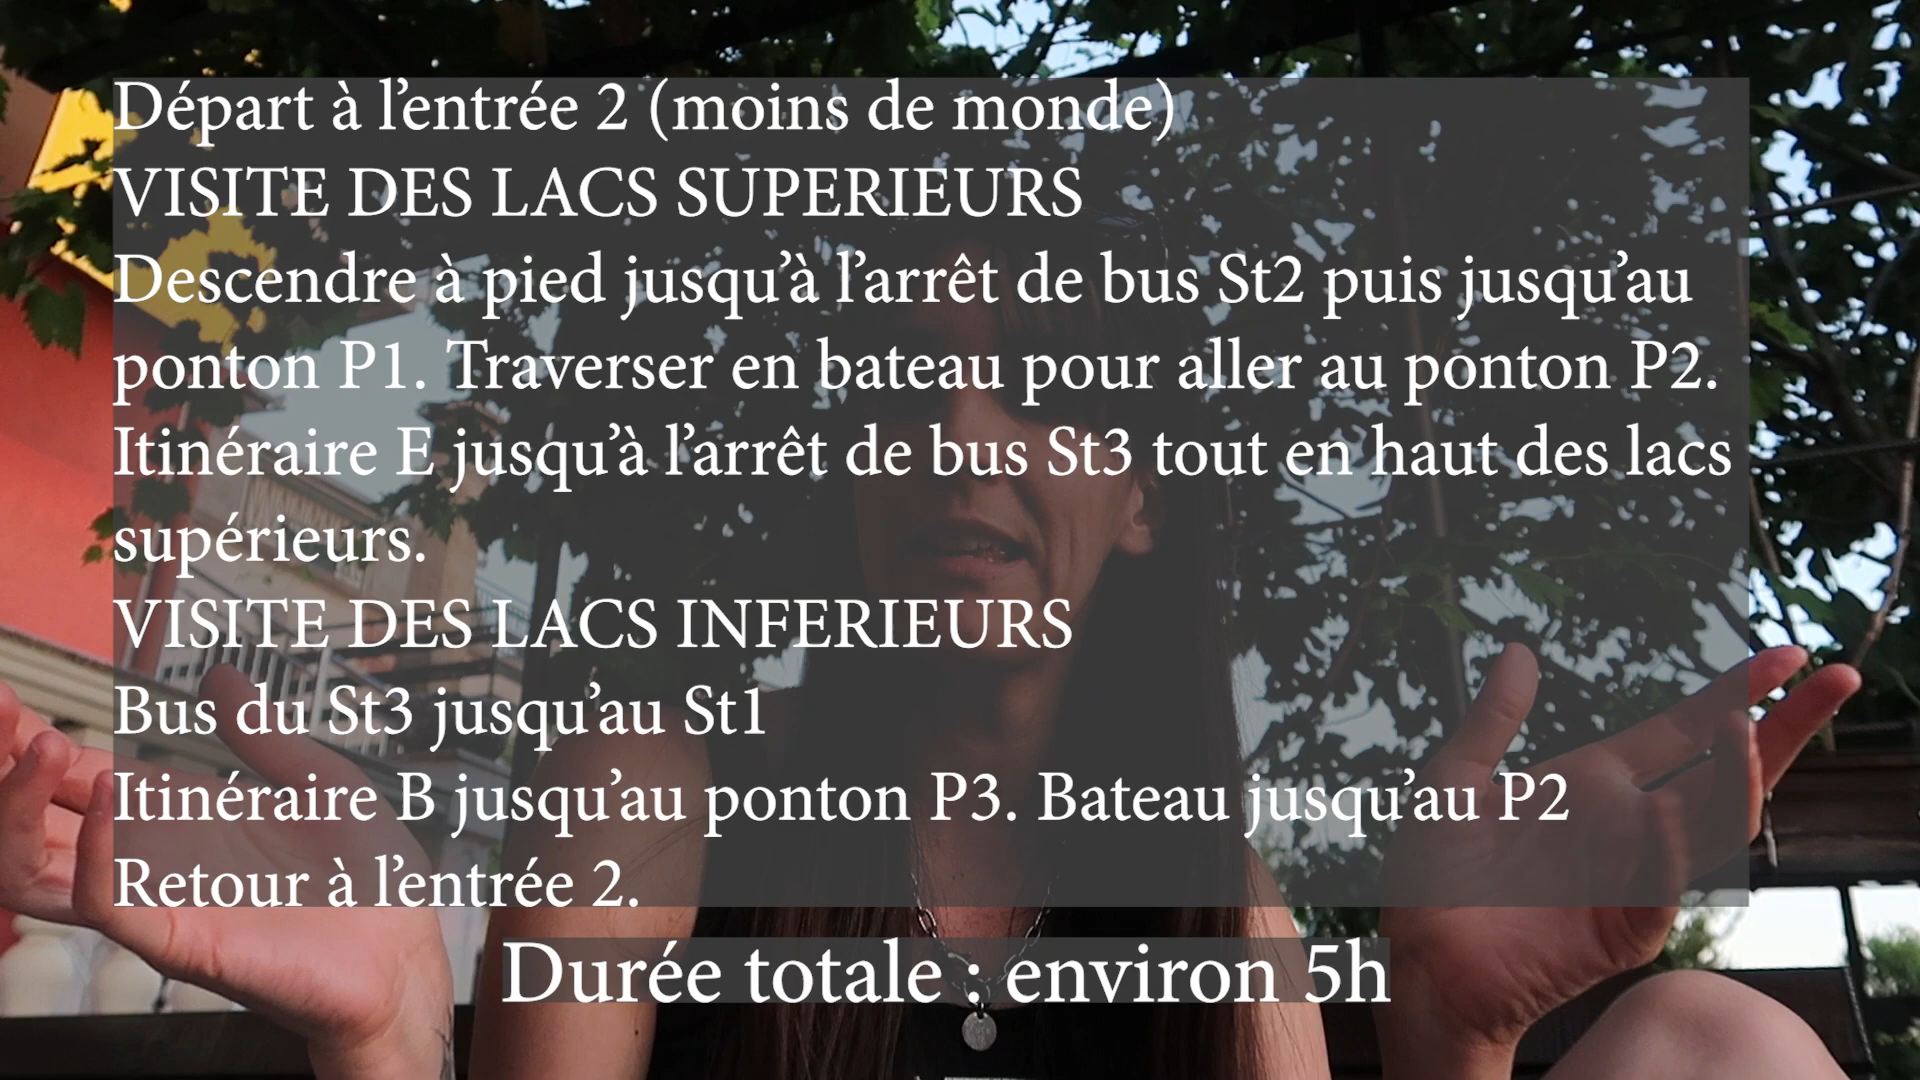 Départ à l’entrée 2 (moins de monde)
VISITE DES LACS SUPERIEURS
Descendre à pied jusqu’à l’arrêt de bus St2 puis jusqu’au
ponton P1. Traverser en bateau pour aller au ponton P2.
Itinéraire E jusqu’à l’arrêt de bus St3 tout en haut des lacs
supérieurs.
VISITE DES LACS INFERIEURS
Bus du St3 jusqu’au St1
Itinéraire B jusqu’au ponton P3. Bateau jusqu’au P2
Retour à l’entrée 2.
Durée totale : environ 5h